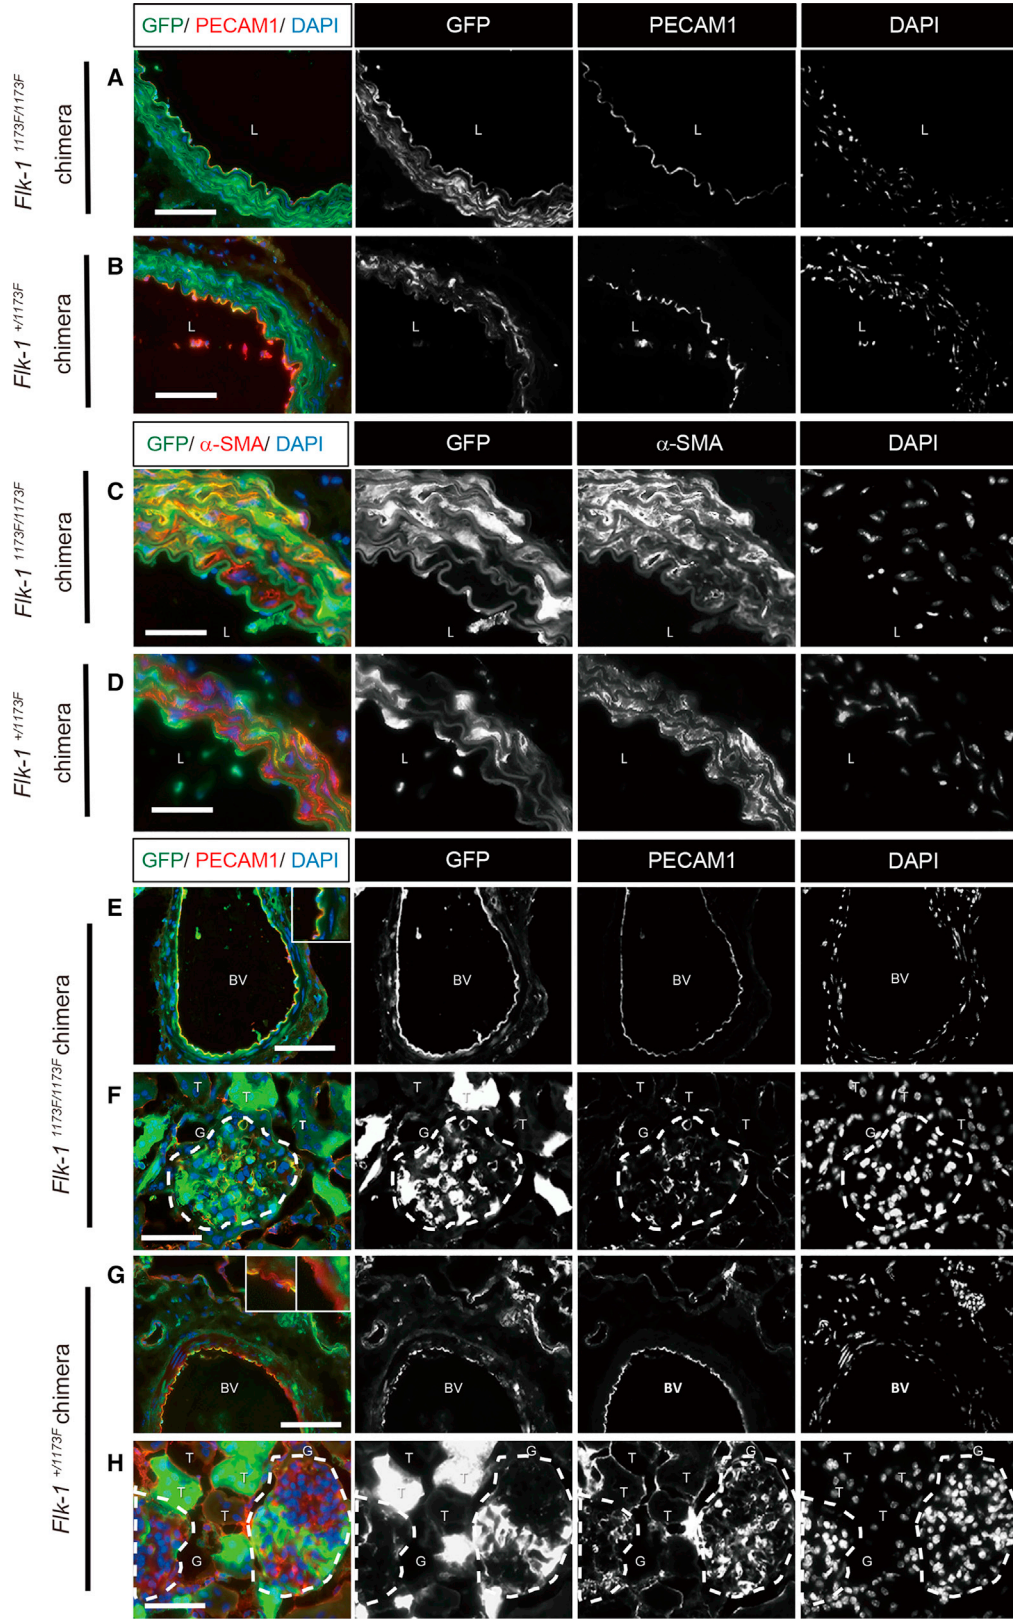 GFP/ PECAM1/ DAPI GFP PECAM1 DAPI
Flk-1 1173F/1173F chimera
A
L L L L
Flk-1 +/1173F chimera
B
L L L L
GFP/ α-SMA/ DAPI GFP α-SMA DAPI
Flk-1 1173F/1173F chimera
C
L L L L
Flk-1 +/1173F chimera
D
L L L L
GFP/ PECAM1/ DAPI GFP PECAM1 DAPI
Flk-1 1173F/1173F chimera
E
BV BV BV BV
F
T T T G T T T G T T T G T T T G
Flk-1 +/1173F chimera
G
BV BV BV BV
H
G T T T T G G T T T T G G T T T T G G T T T T G